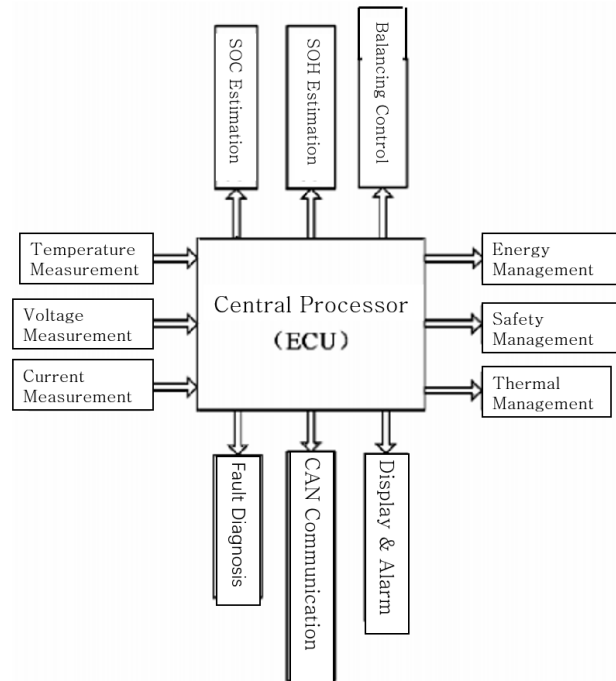 SOC Estimation
SOH Estimation
Balancing Control
Temperature
Measurement
Voltage
Measurement
Current
Measurement
Central Processor
（ECU）
Energy
Management
Safety
Management
Thermal
Management
Fault Diagnosis
CAN Communication
Display & Alarm